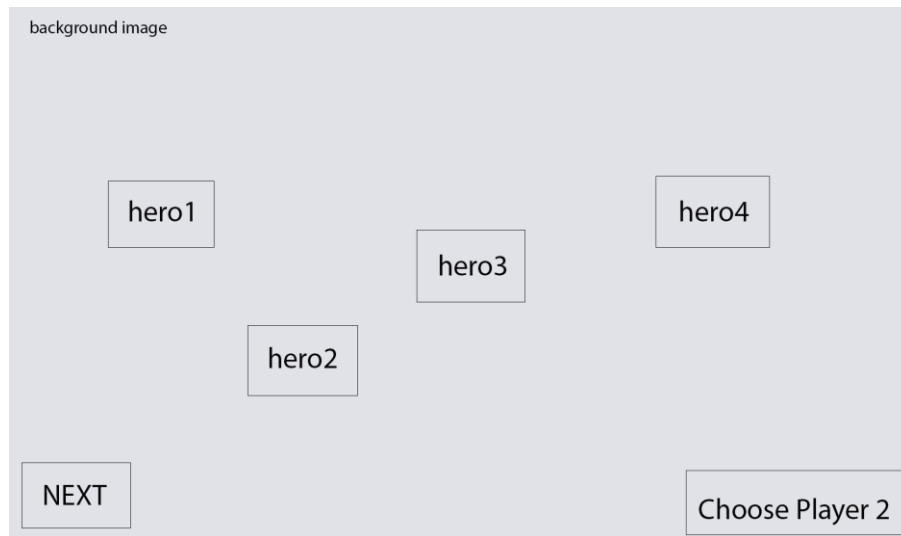 background image
hero1
hero4
hero3
hero2
NEXT
Choose Player 2